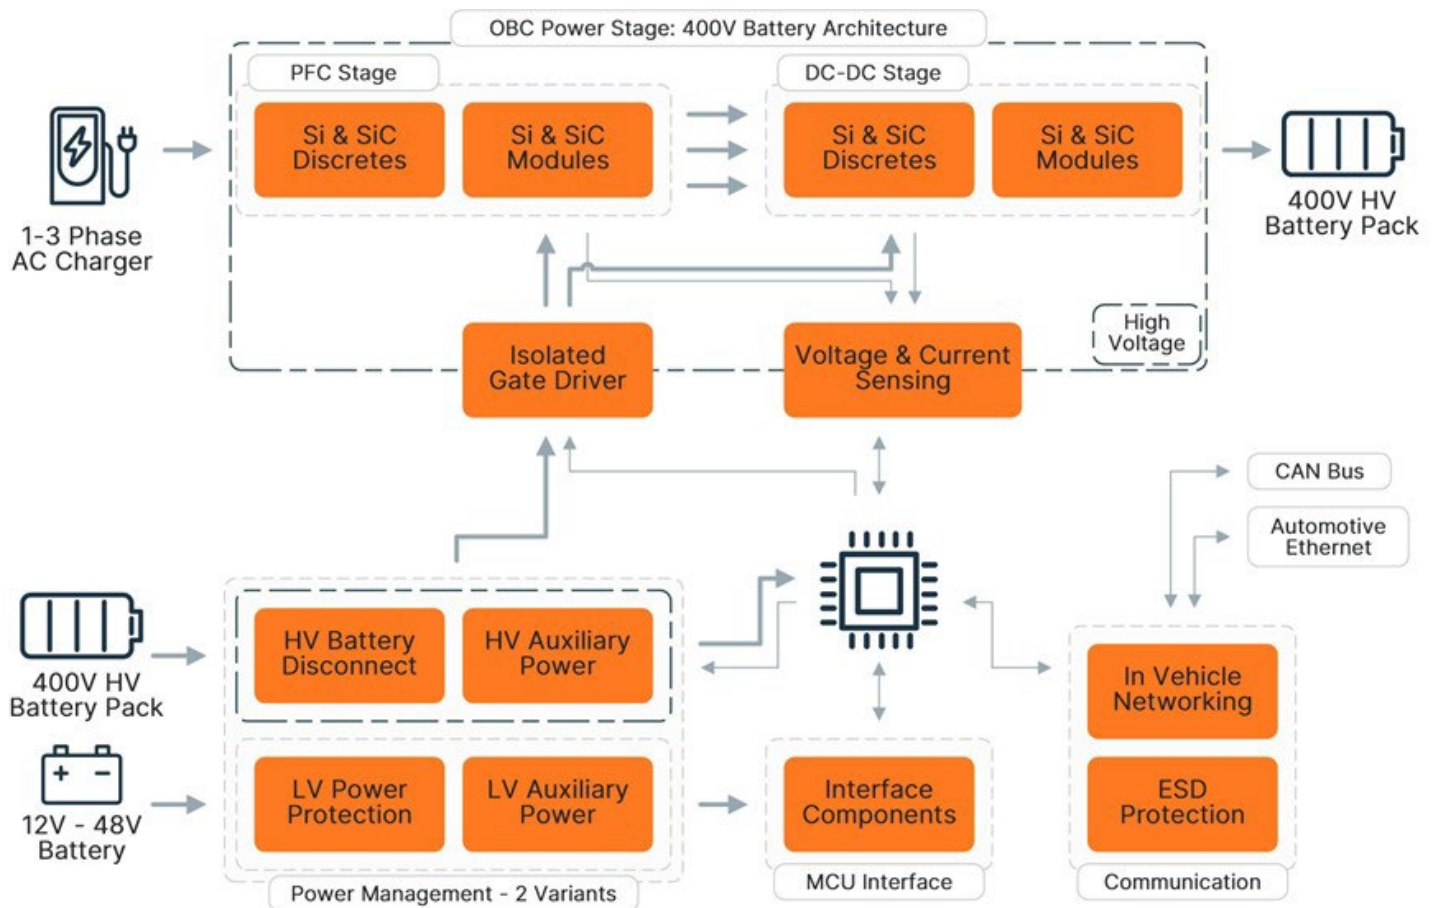 OBC Power Stage: 400V Battery Architecture
PFC Stage
DC-DC Stage
Si & SiC
Discretes
Si & SiC
Modules
Si & SiC
Discretes
Si & SiC
Modules
1-3 Phase
AC Charger
400V HV
Battery Pack
High
Voltage
Isolated
Gate Driver
Voltage & Current
Sensing
CAN Bus
Automotive
Ethernet
400V HV
Battery Pack
HV Battery
Disconnect
HV Auxiliary
Power
In Vehicle
Networking
12V - 48V
Battery
LV Power
Protection
LV Auxiliary
Power
Interface
Components
ESD
Protection
Power Management - 2 Variants
MCU Interface
Communication